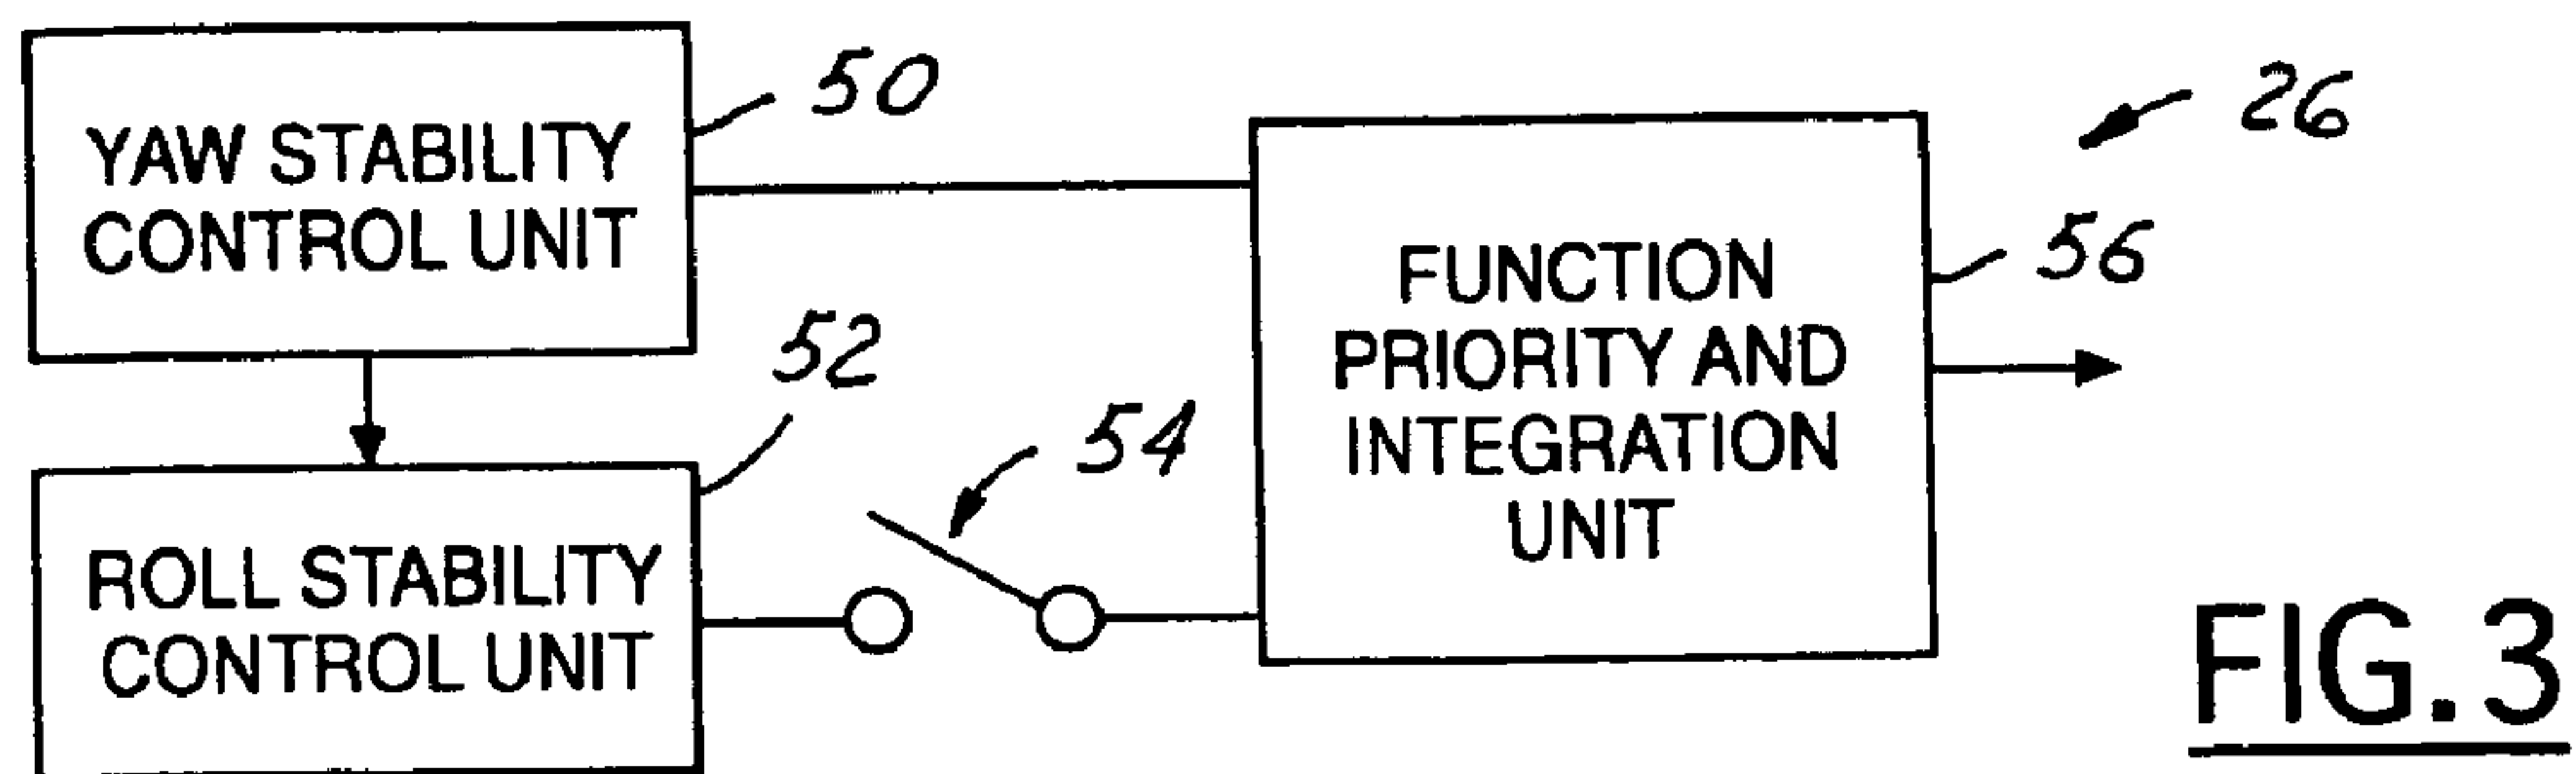 YAW STABILITY
CONTROL UNIT
50
26
FUNCTION
PRIORITY AND
INTEGRATION
UNIT
56
52
54
ROLL STABILITY
CONTROL UNIT
FIG.3